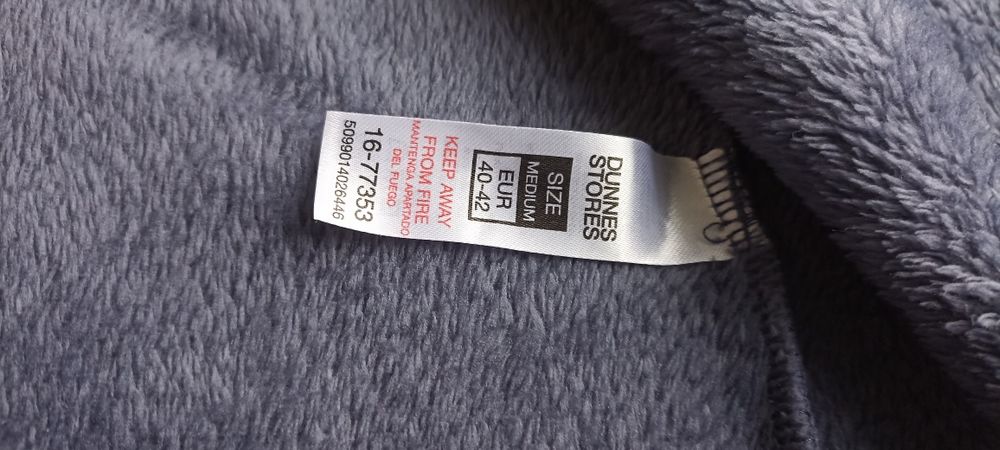 DUNNES
STORES
SIZE
MEDIUM
EUR
40-42
KEEP AWAY
FROM FIRE
MANTENGA APARTADO
DEL FUEGO
16-77353
5099014026446